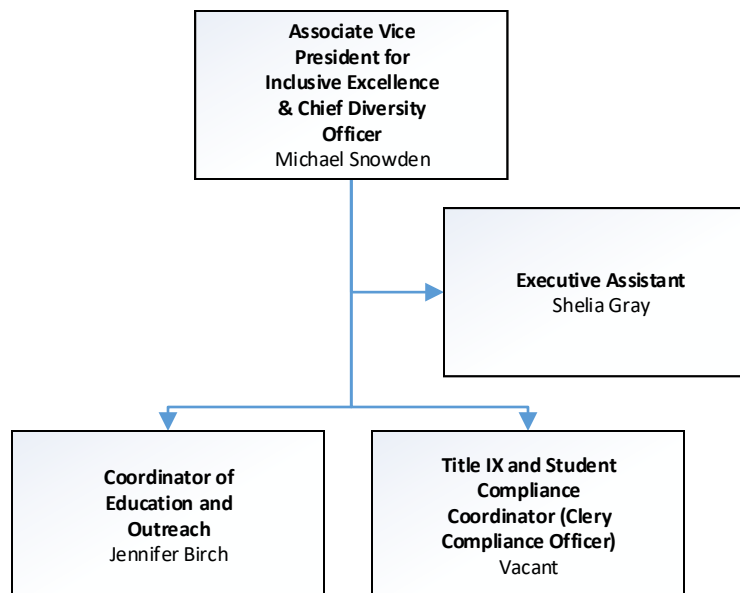 Associate Vice
President for
Inclusive Excellence
& Chief Diversity
Officer
Michael Snowden
Executive Assistant
Shelia Gray
Coordinator of
Education and
Outreach
Jennifer Birch
Title IX and Student
Compliance
Coordinator (Clery
Compliance Officer)
Vacant